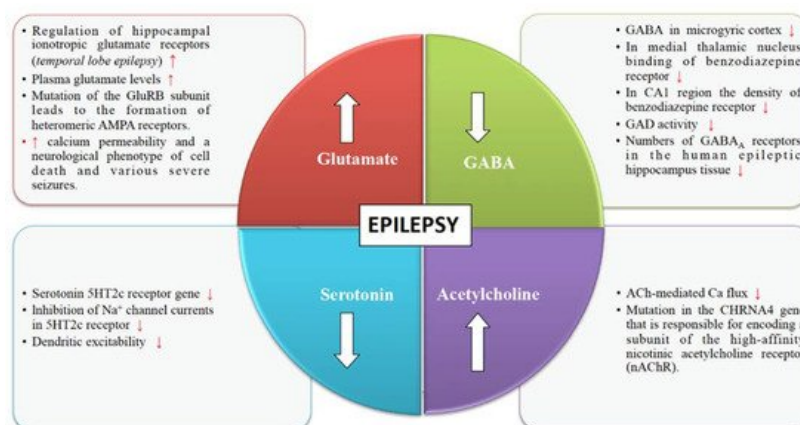 • Regulation of hippocampal
ionotropic glutamate receptors
(temporal lobe epilepsy) ↑
• Plasma glutamate levels ↑
• Mutation of the GluRB subunit
leads to the formation of
heteromeric AMPA receptors.
• ↑ calcium permeability and a
neurological phenotype of cell
death and various severe
seizures.
Glutamate
GABA
• GABA in microgyric cortex ↓
• In medial thalamic nucleus
binding of benzodiazepine
receptor ↓
• In CA1 region the density of
benzodiazepine receptor ↓
• GAD activity ↓
• Numbers of GABAA receptors
in the human epileptic
hippocampus tissue ↓
EPILEPSY
• Serotonin 5HT2c receptor gene ↓
• Inhibition of Na⁺ channel currents
in 5HT2c receptor ↓
• Dendritic excitability ↓
Serotonin
Acetylcholine
• ACh-mediated Ca flux ↓
• Mutation in the CHRNA4 gen
that is responsible for encoding
subunit of the high-affinity
nicotinic acetylcholine recepto
(nAChR).